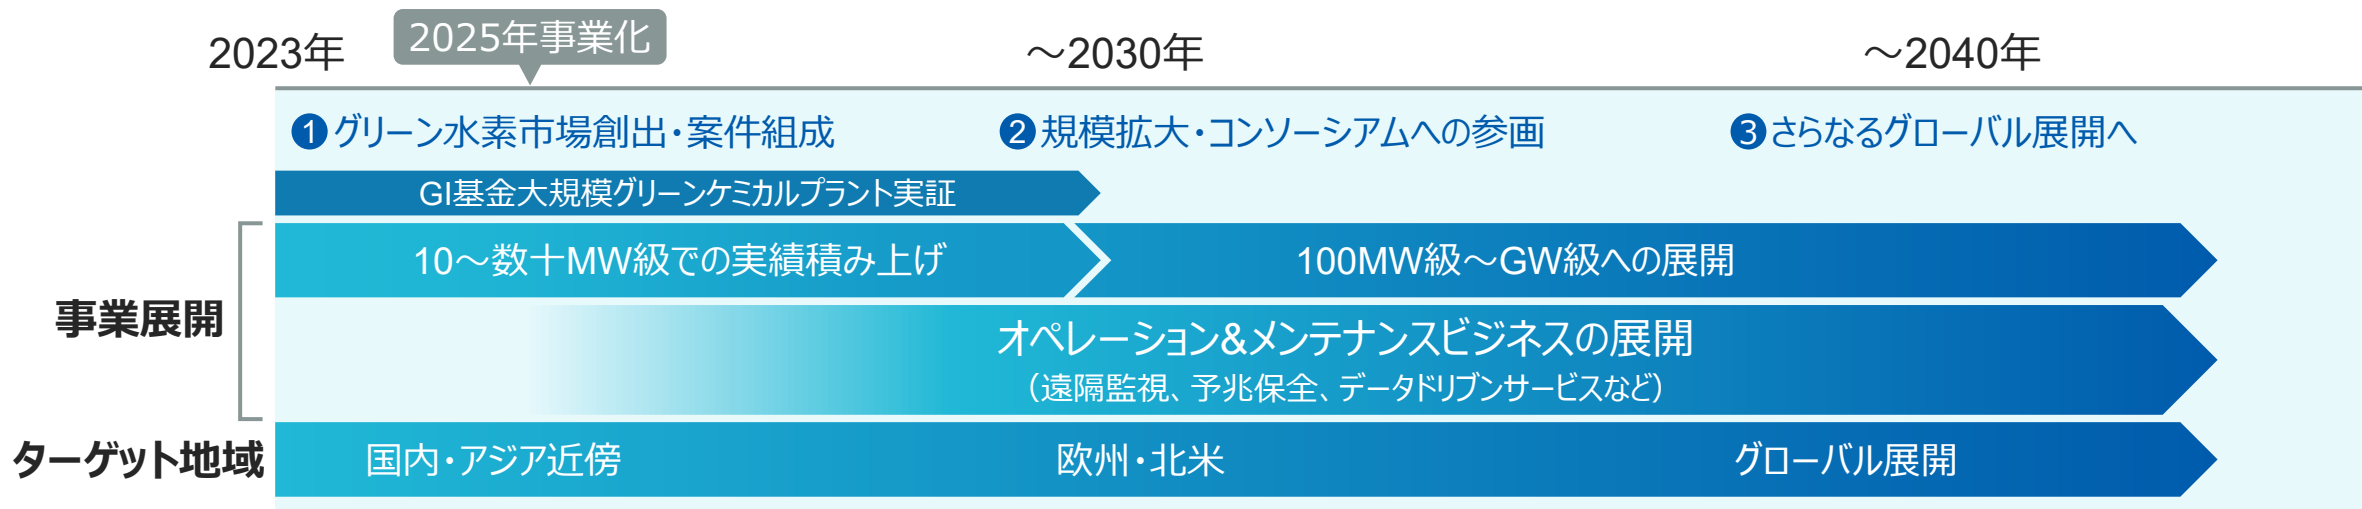 2023年
2025年事業化
～2030年
～2040年
❶グリーン水素市場創出・案件組成
❷規模拡大・コンソーシアムへの参画
❸さらなるグローバル展開へ
GI基金大規模グリーンケミカルプラント実証
事業展開
10～数十MW級での実績積み上げ
100MW級～GW級への展開
オペレーション&メンテナンスビジネスの展開
（遠隔監視、予兆保全、データドリブンサービスなど）
ターゲット地域
国内・アジア近傍
欧州・北米
グローバル展開